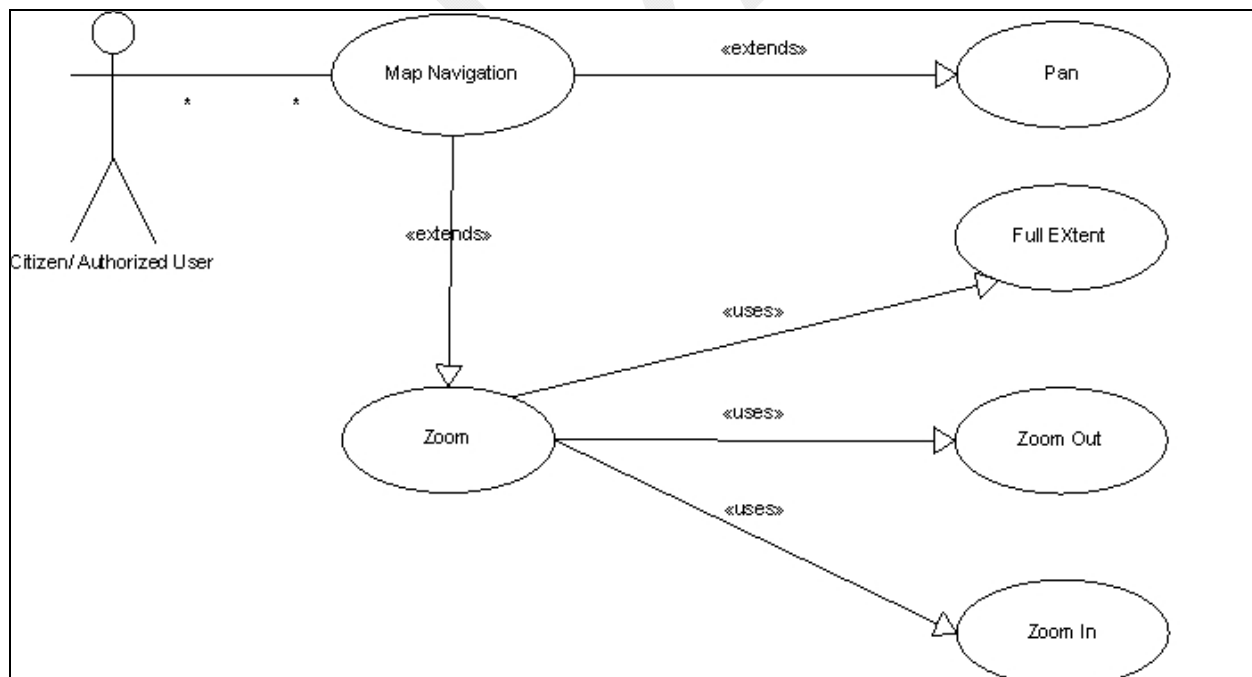 «extends»
Map Navigation
Pan
* *
Full EXtent
«extends»
Citizen/ Authorized User
«uses»
«uses»
Zoom
Zoom Out
«uses»
Zoom In